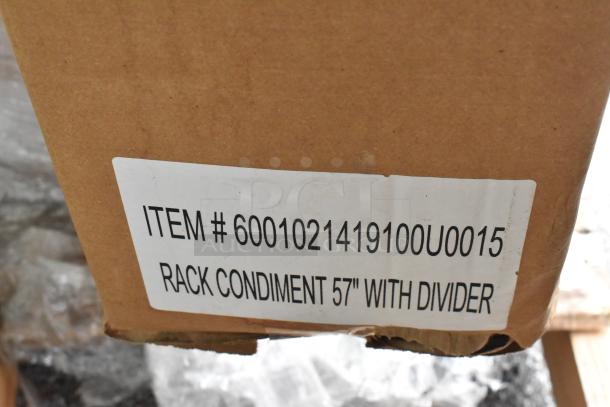 ITEM # 6001021419100U0015
RACK CONDIMENT 57" WITH DIVIDER